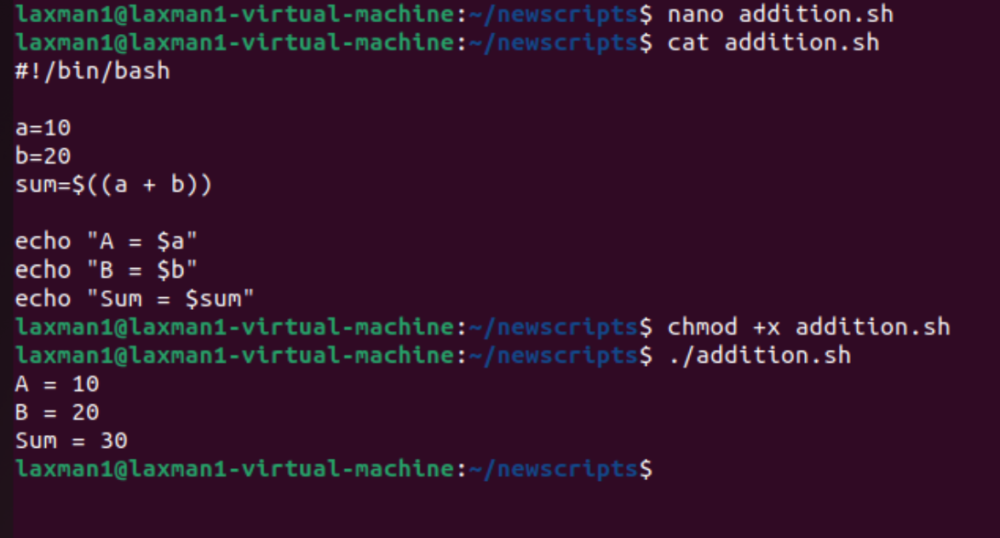 laxman1@laxman1-virtual-machine:~/newscripts$ nano addition.sh
laxman1@laxman1-virtual-machine:~/newscripts$ cat addition.sh
#!/bin/bash

a=10
b=20
sum=$((a + b))

echo "A = $a"
echo "B = $b"
echo "Sum = $sum"
laxman1@laxman1-virtual-machine:~/newscripts$ chmod +x addition.sh
laxman1@laxman1-virtual-machine:~/newscripts$ ./addition.sh
A = 10
B = 20
Sum = 30
laxman1@laxman1-virtual-machine:~/newscripts$